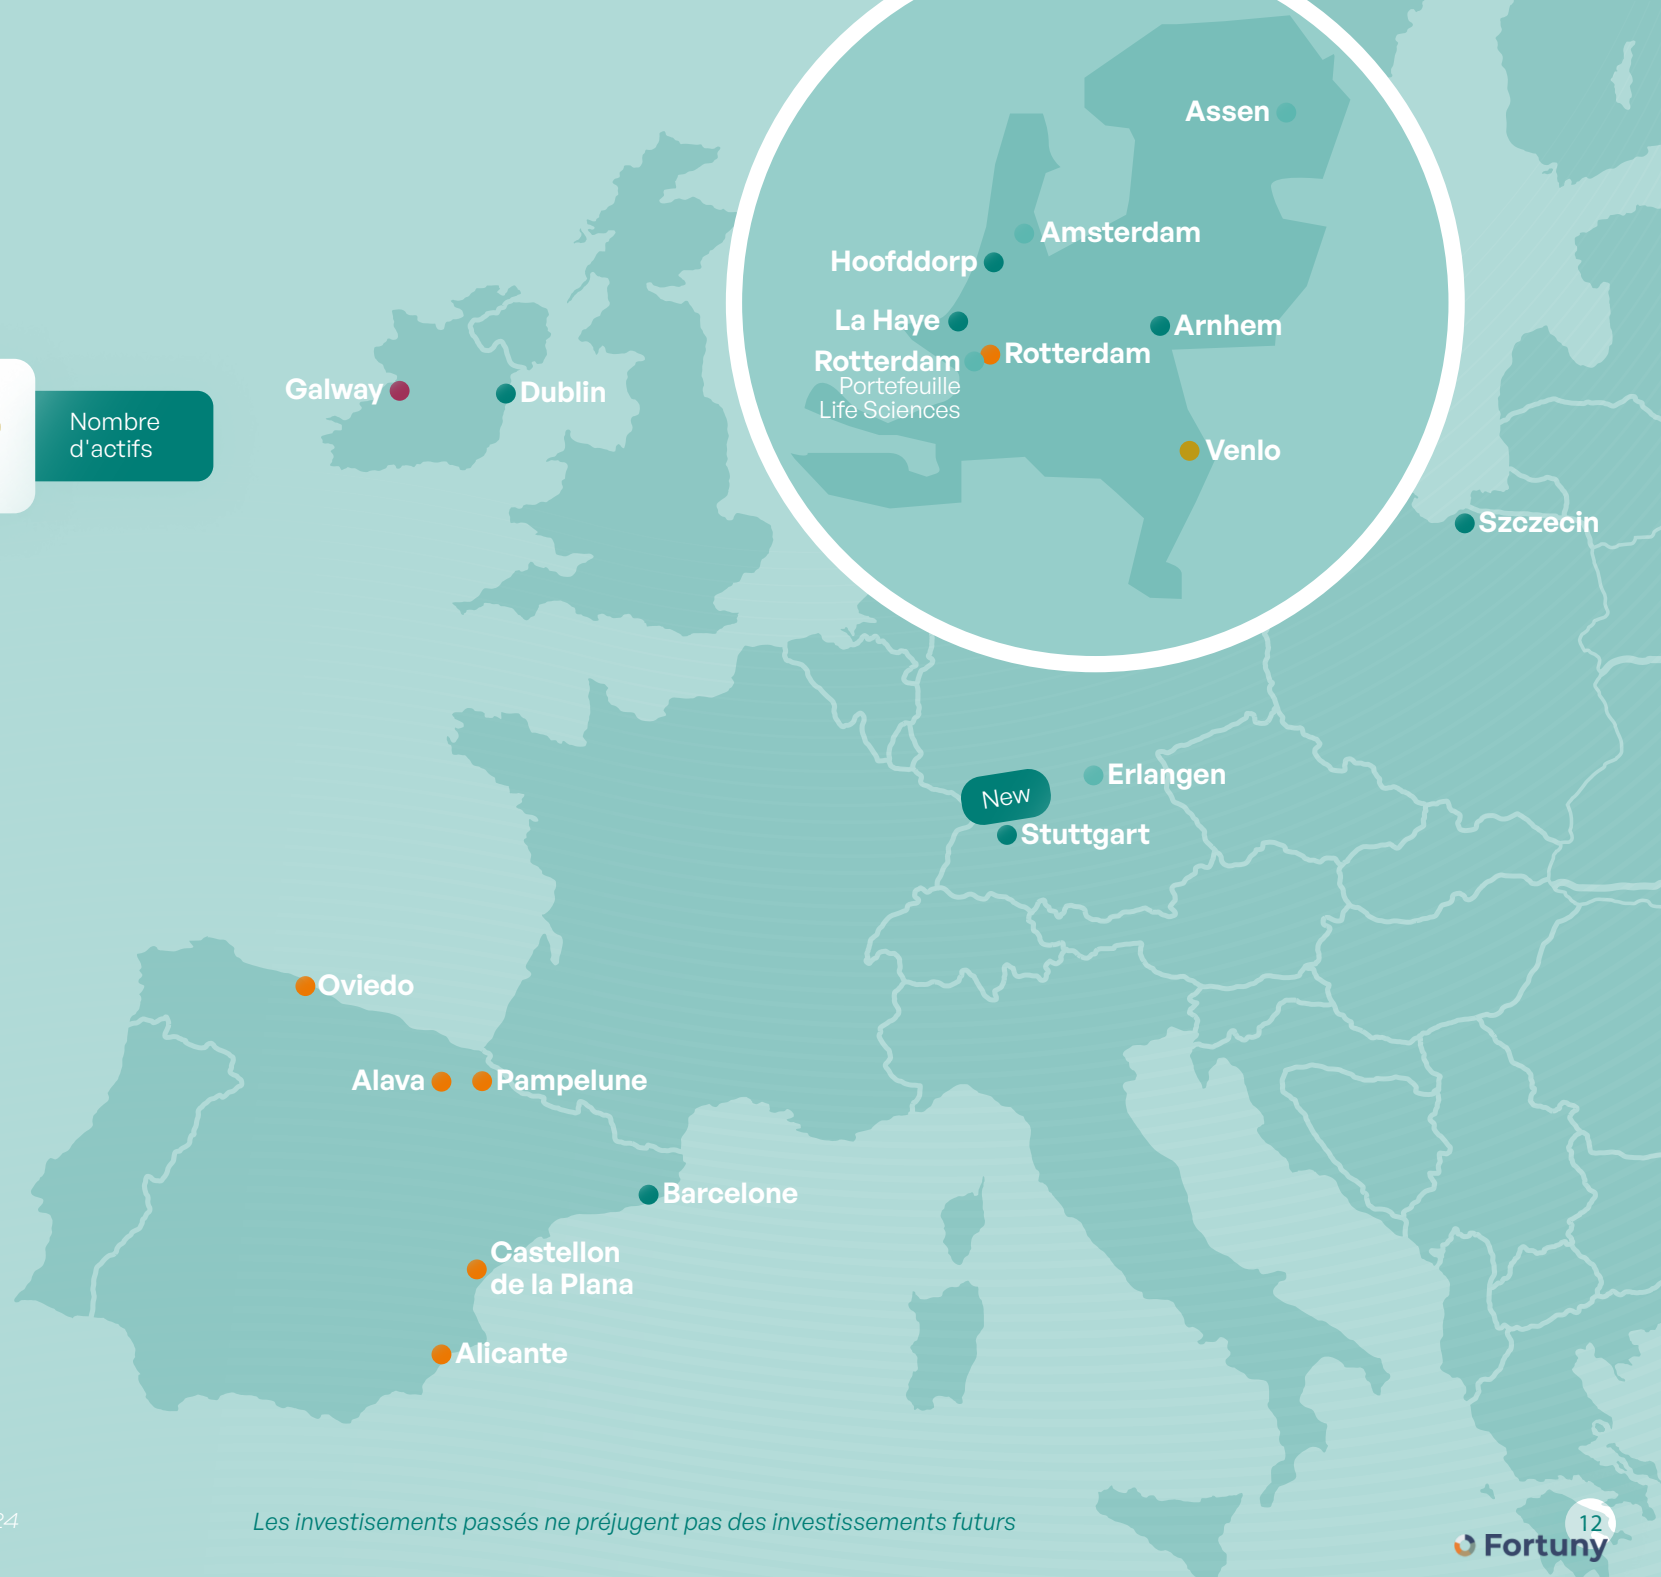 Assen
Amsterdam
Hoofddorp
La Haye
Arnhem
Rotterdam
Rotterdam
Portefeuille
Life Sciences
Galway
Dublin
Nombre
d'actifs
Venlo
Szczecin
Erlangen
New
Stuttgart
Oviedo
Alava
Pampelune
Barcelone
Castellon
de la Plana
Alicante
24
Les investisements passés ne préjugent pas des investissements futurs
12
Fortuny